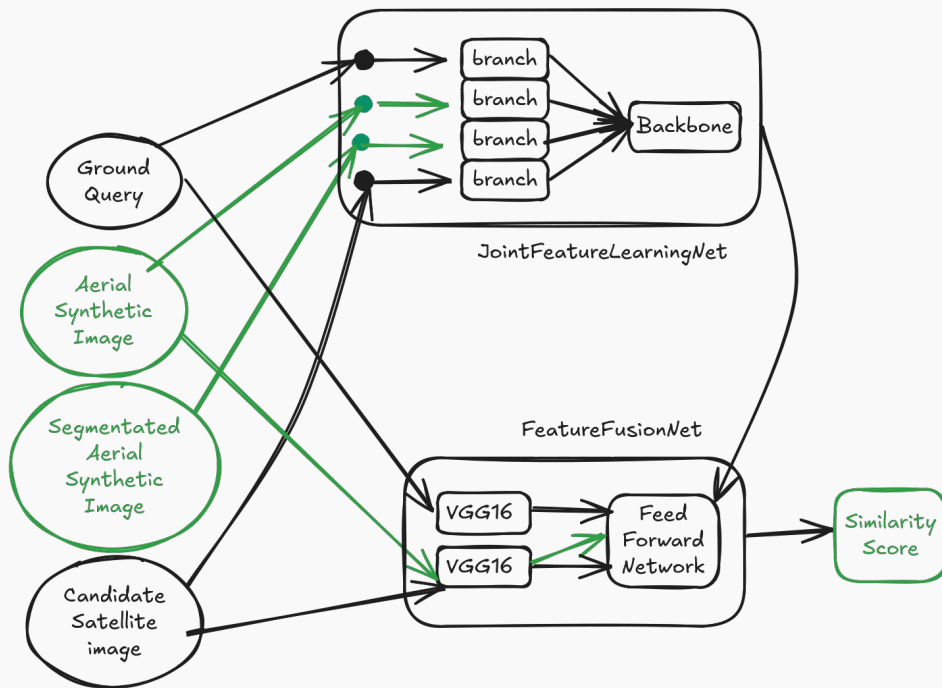 branch
branch
branch
branch
Backbone
JointFeatureLearningNet
Ground
Query
Aerial
Synthetic
Image
Segmentated
Aerial
Synthetic
Image
Candidate
Satellite
image
FeatureFusionNet
VGG16
VGG16
Feed
Forward
Network
Similarity
Score